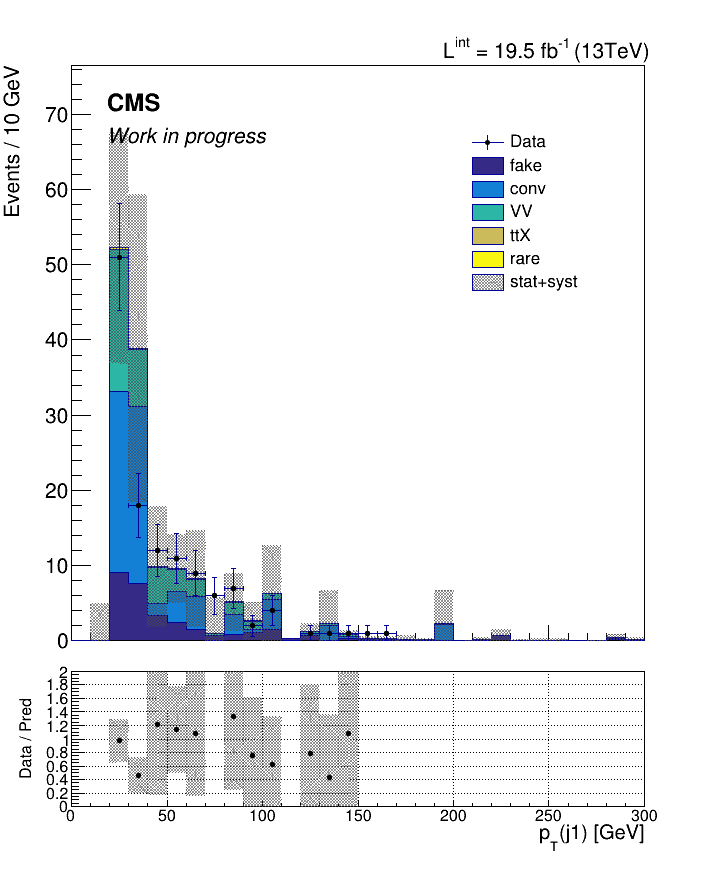 L^int = 19.5 fb^-1 (13TeV)
Events / 10 GeV
CMS
Work in progress
Data
fake
conv
VV
ttX
rare
stat+syst
70
60
50
40
30
20
10
0
Data / Pred
2
1.8
1.6
1.4
1.2
1
0.8
0.6
0.4
0.2
0
0 50 100 150 200 250 300
p_T(j1) [GeV]